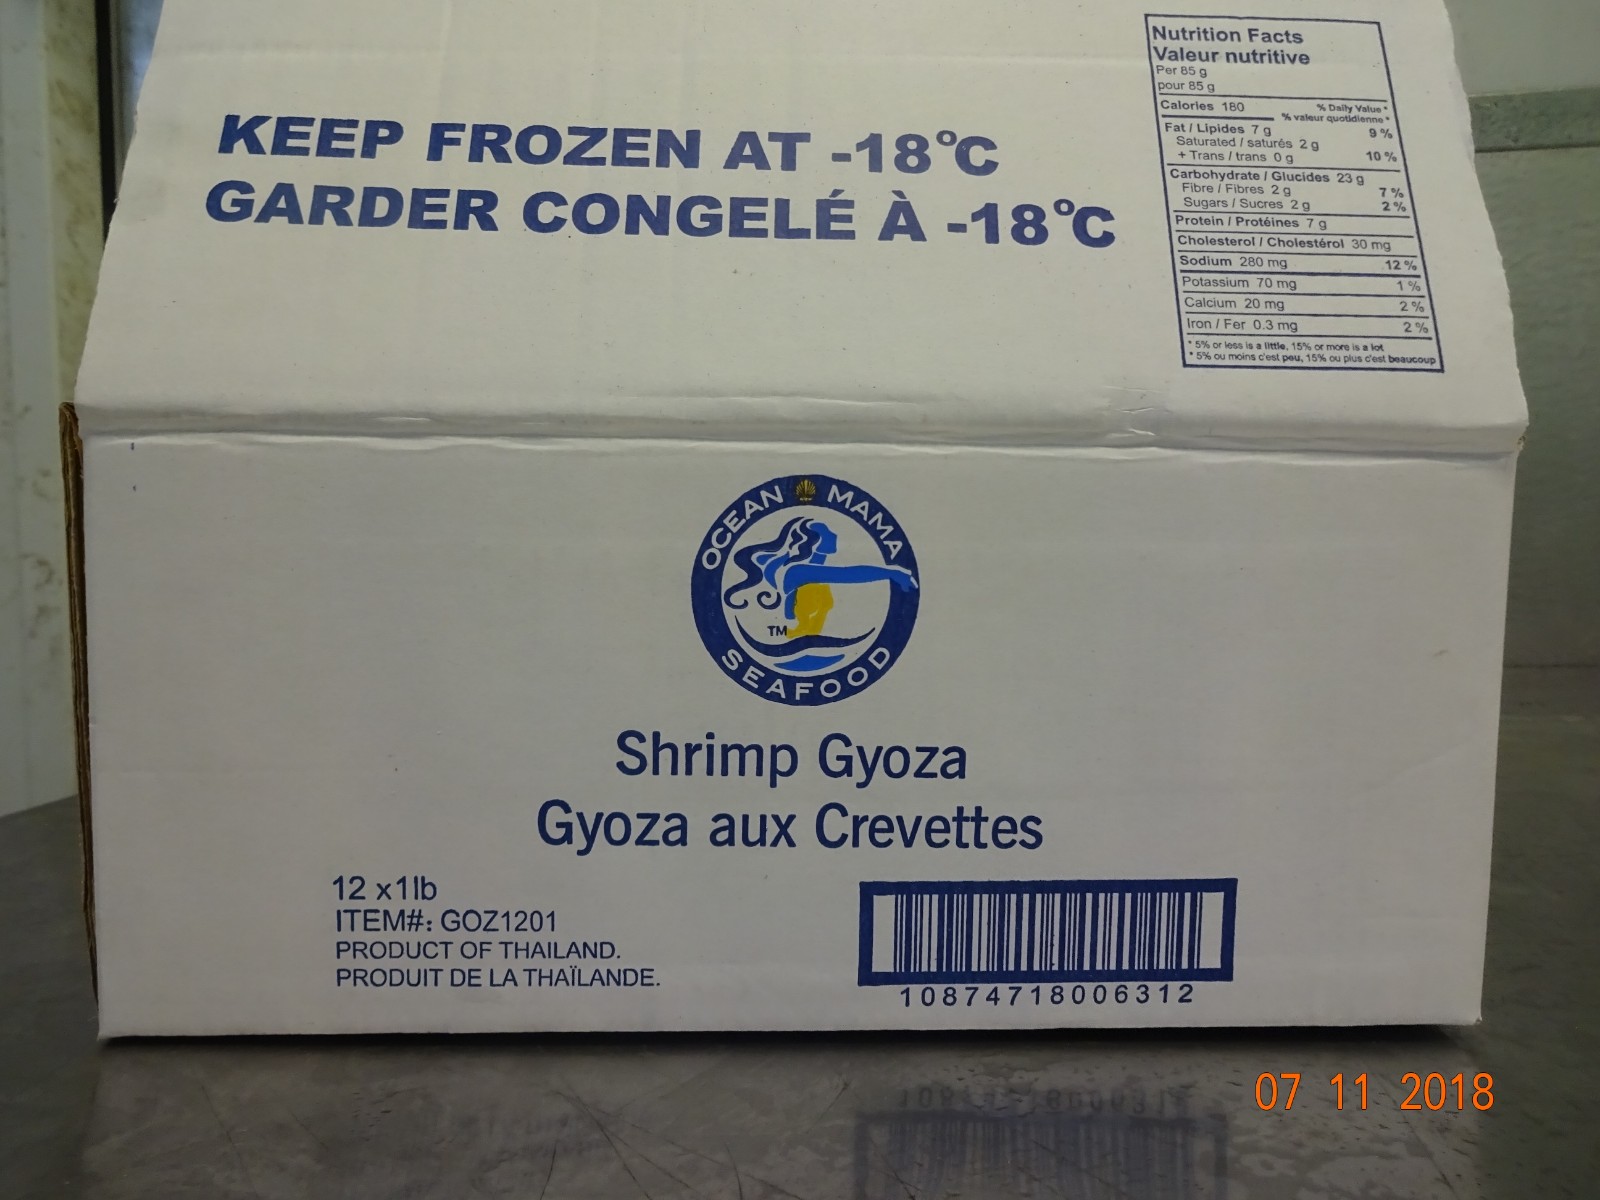 KEEP FROZEN AT -18°C
GARDER CONGELÉ À -18°C
Nutrition Facts
Valeur nutritive
Per 85 g
pour 85 g
Calories 180
% Daily Value *
% valeur quotidienne *
Fat / Lipides 7 g 9 %
Saturated / saturés 2 g
+ Trans / trans 0 g 10 %
Carbohydrate / Glucides 23 g
Fibre / Fibres 2 g 7 %
Sugars / Sucres 2 g 2 %
Protein / Protéines 7 g
Cholesterol / Cholestérol 30 mg
Sodium 280 mg 12 %
Potassium 70 mg 1 %
Calcium 20 mg 2 %
Iron / Fer 0.3 mg 2 %
* 5% or less is a little, 15% or more is a lot
* 5% ou moins c'est peu, 15% ou plus c'est beaucoup
OCEAN MAMA
TM
SEAFOOD
Shrimp Gyoza
Gyoza aux Crevettes
12 x1lb
ITEM#: GOZ1201
PRODUCT OF THAILAND.
PRODUIT DE LA THAÏLANDE.
10874718006312
07 11 2018